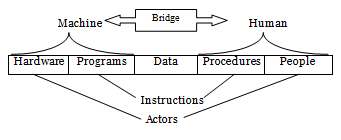 Bridge
Machine Human
Hardware Programs Data Procedures People
Instructions
Actors